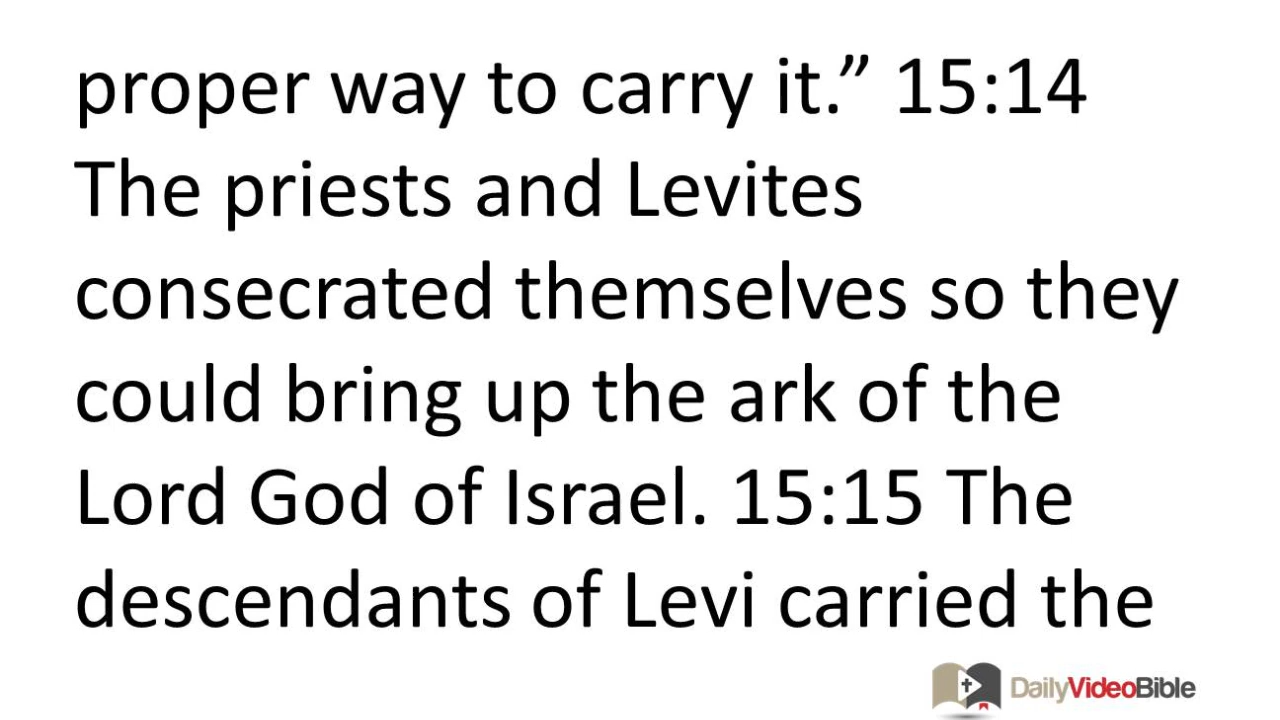 proper way to carry it.” 15:14
The priests and Levites
consecrated themselves so they
could bring up the ark of the
Lord God of Israel. 15:15 The
descendants of Levi carried the
DailyVideoBible